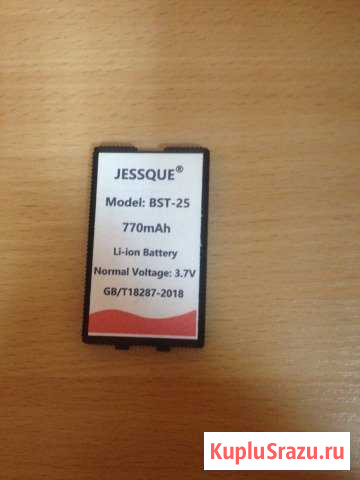 JESSQUE®
Model: BST-25
770mAh
Li-ion Battery
Normal Voltage: 3.7V
GB/T18287-2018
KupluSrazu.ru